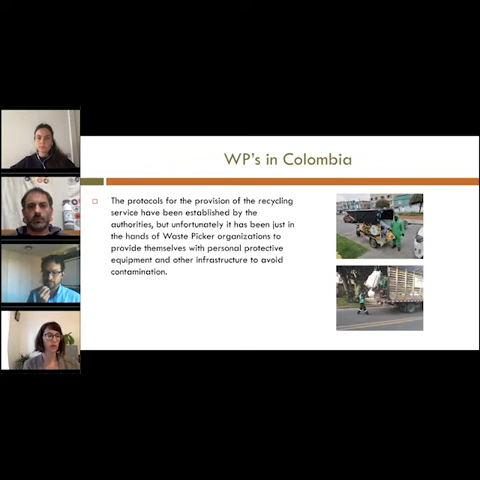 WP's in Colombia
The protocols for the provision of the recycling
service have been established by the
authorities, but unfortunately it has been just in
the hands of Waste Picker organizations to
provide themselves with personal protective
equipment and other infrastructure to avoid
contamination.